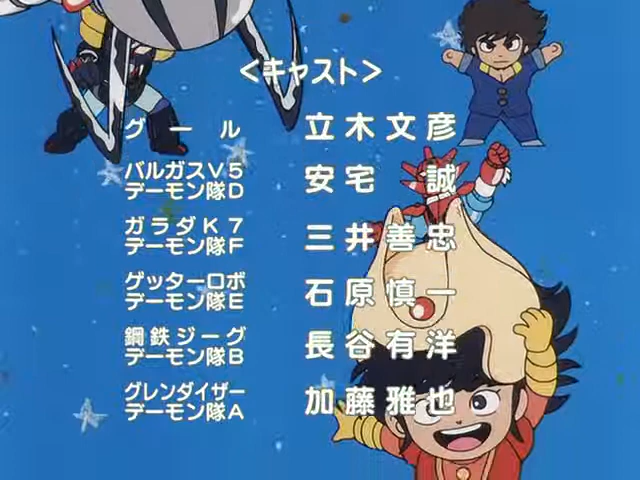 <キャスト>
グール 立木文彦
バルガスV5
デーモン隊D 安宅 誠
ガラダK7
デーモン隊F 三井善忠
ゲッターロボ
デーモン隊E 石原慎一
鋼鉄ジーグ
デーモン隊B 長谷有洋
グレンダイザー
デーモン隊A 加藤雅也